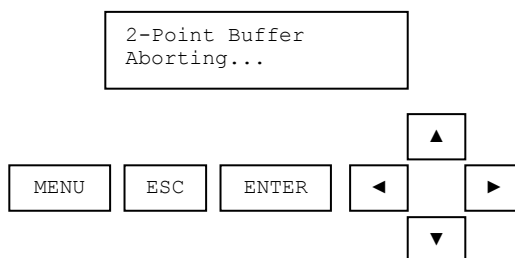 2-Point Buffer
Aborting...
▲
MENU ESC ENTER ◄ ►
▼